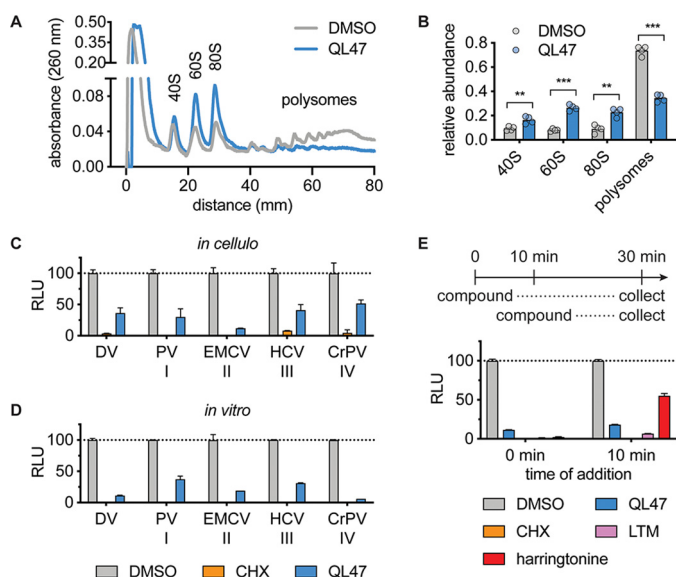 A
DMSO
QL47
absorbance (260 nm)
0.50
0.35
0.20
0.08
0.04
0.00
40S
60S
80S
polysomes
0
20
40
60
80
distance (mm)
B
DMSO
QL47
relative abundance
0.8
0.6
0.4
0.2
0.0
**
***
**
***
40S
60S
80S
polysomes
C
in cellulo
RLU
100
50
25
0
DV
PV
EMCV
HCV
CrPV
I
II
III
IV
D
in vitro
RLU
100
50
25
0
DV
PV
EMCV
HCV
CrPV
I
II
III
IV
DMSO
CHX
QL47
E
0
10 min
30 min
compound
collect
compound
collect
RLU
100
50
25
0
0 min
10 min
time of addition
DMSO
QL47
CHX
LTM
harringtonine